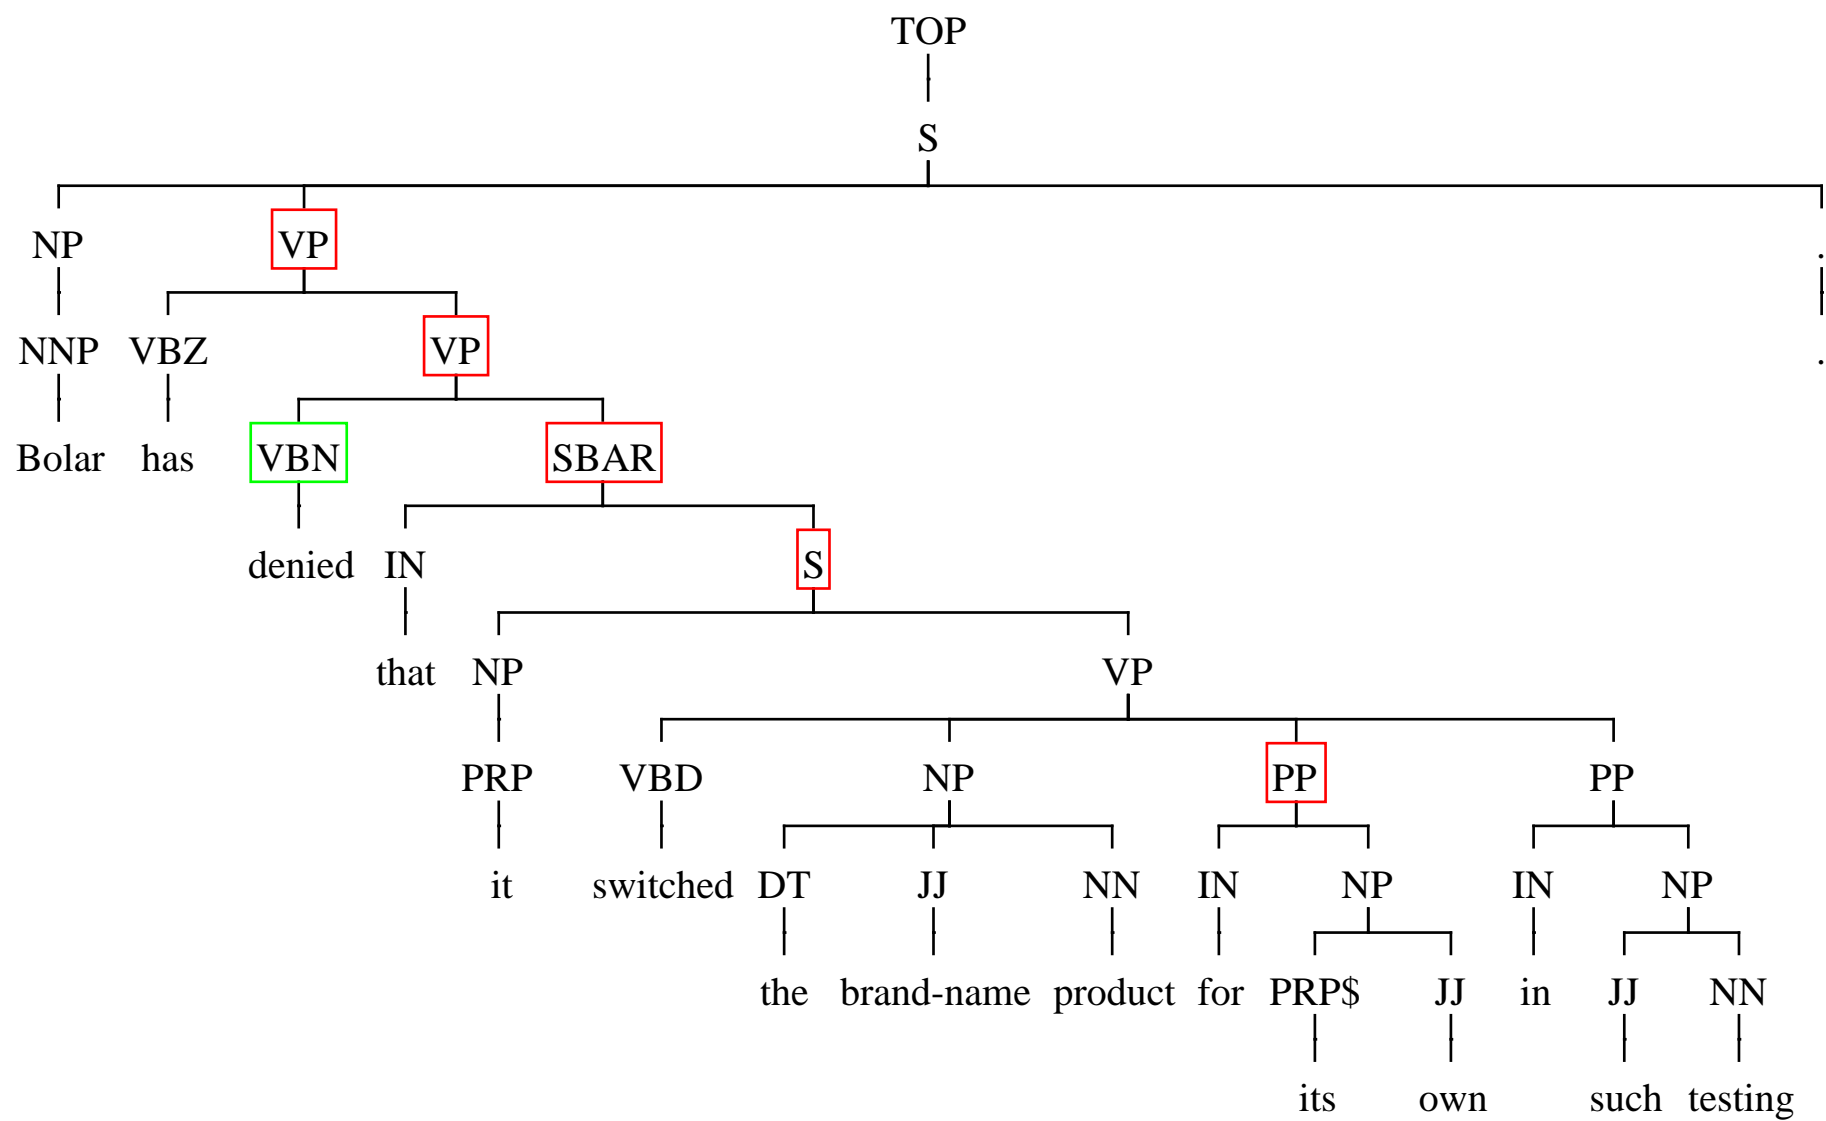 TOP
S
NP VP .
NNP VBZ VP .
Bolar has VBN SBAR
denied IN S
that NP VP
PRP VBD NP PP PP
it switched DT JJ NN IN NP IN NP
the brand-name product for PRP$ JJ in JJ NN
its own such testing